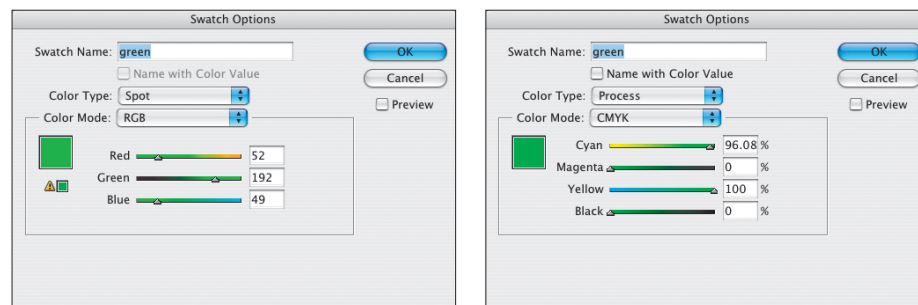 Swatch Options
Swatch Name: green
OK
Name with Color Value
Cancel
Color Type: Spot
Preview
Color Mode: RGB
Red 52
Green 192
Blue 49
Swatch Options
Swatch Name: green
OK
Name with Color Value
Cancel
Color Type: Process
Preview
Color Mode: CMYK
Cyan 96.08 %
Magenta 0 %
Yellow 100 %
Black 0 %